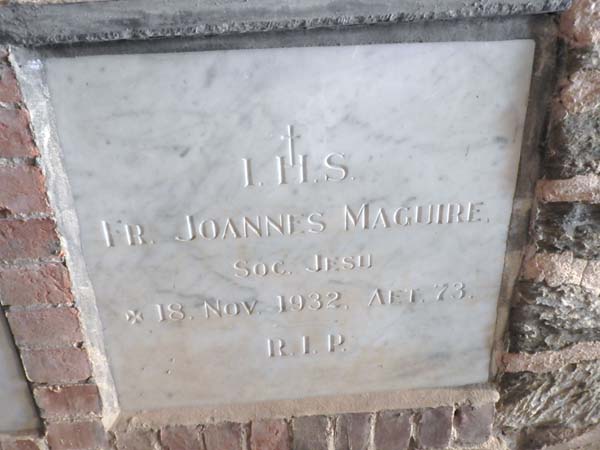 I.H.S.
FR. JOANNES MAGUIRE.
SOC. JESU
✠ 18. NOV. 1932. AET. 73.
R.I.P.